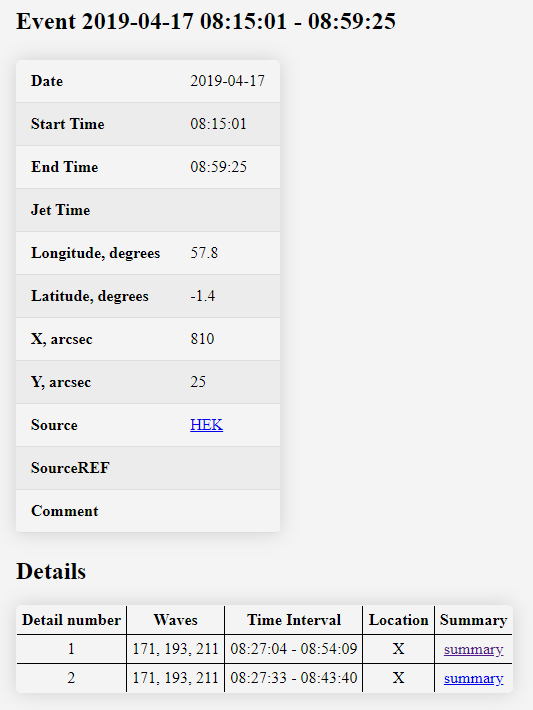 Event 2019-04-17 08:15:01 - 08:59:25
Date 2019-04-17
Start Time 08:15:01
End Time 08:59:25
Jet Time
Longitude, degrees 57.8
Latitude, degrees -1.4
X, arcsec 810
Y, arcsec 25
Source HEK
SourceREF
Comment
Details
Detail number Waves Time Interval Location Summary
1 171, 193, 211 08:27:04 - 08:54:09 X summary
2 171, 193, 211 08:27:33 - 08:43:40 X summary